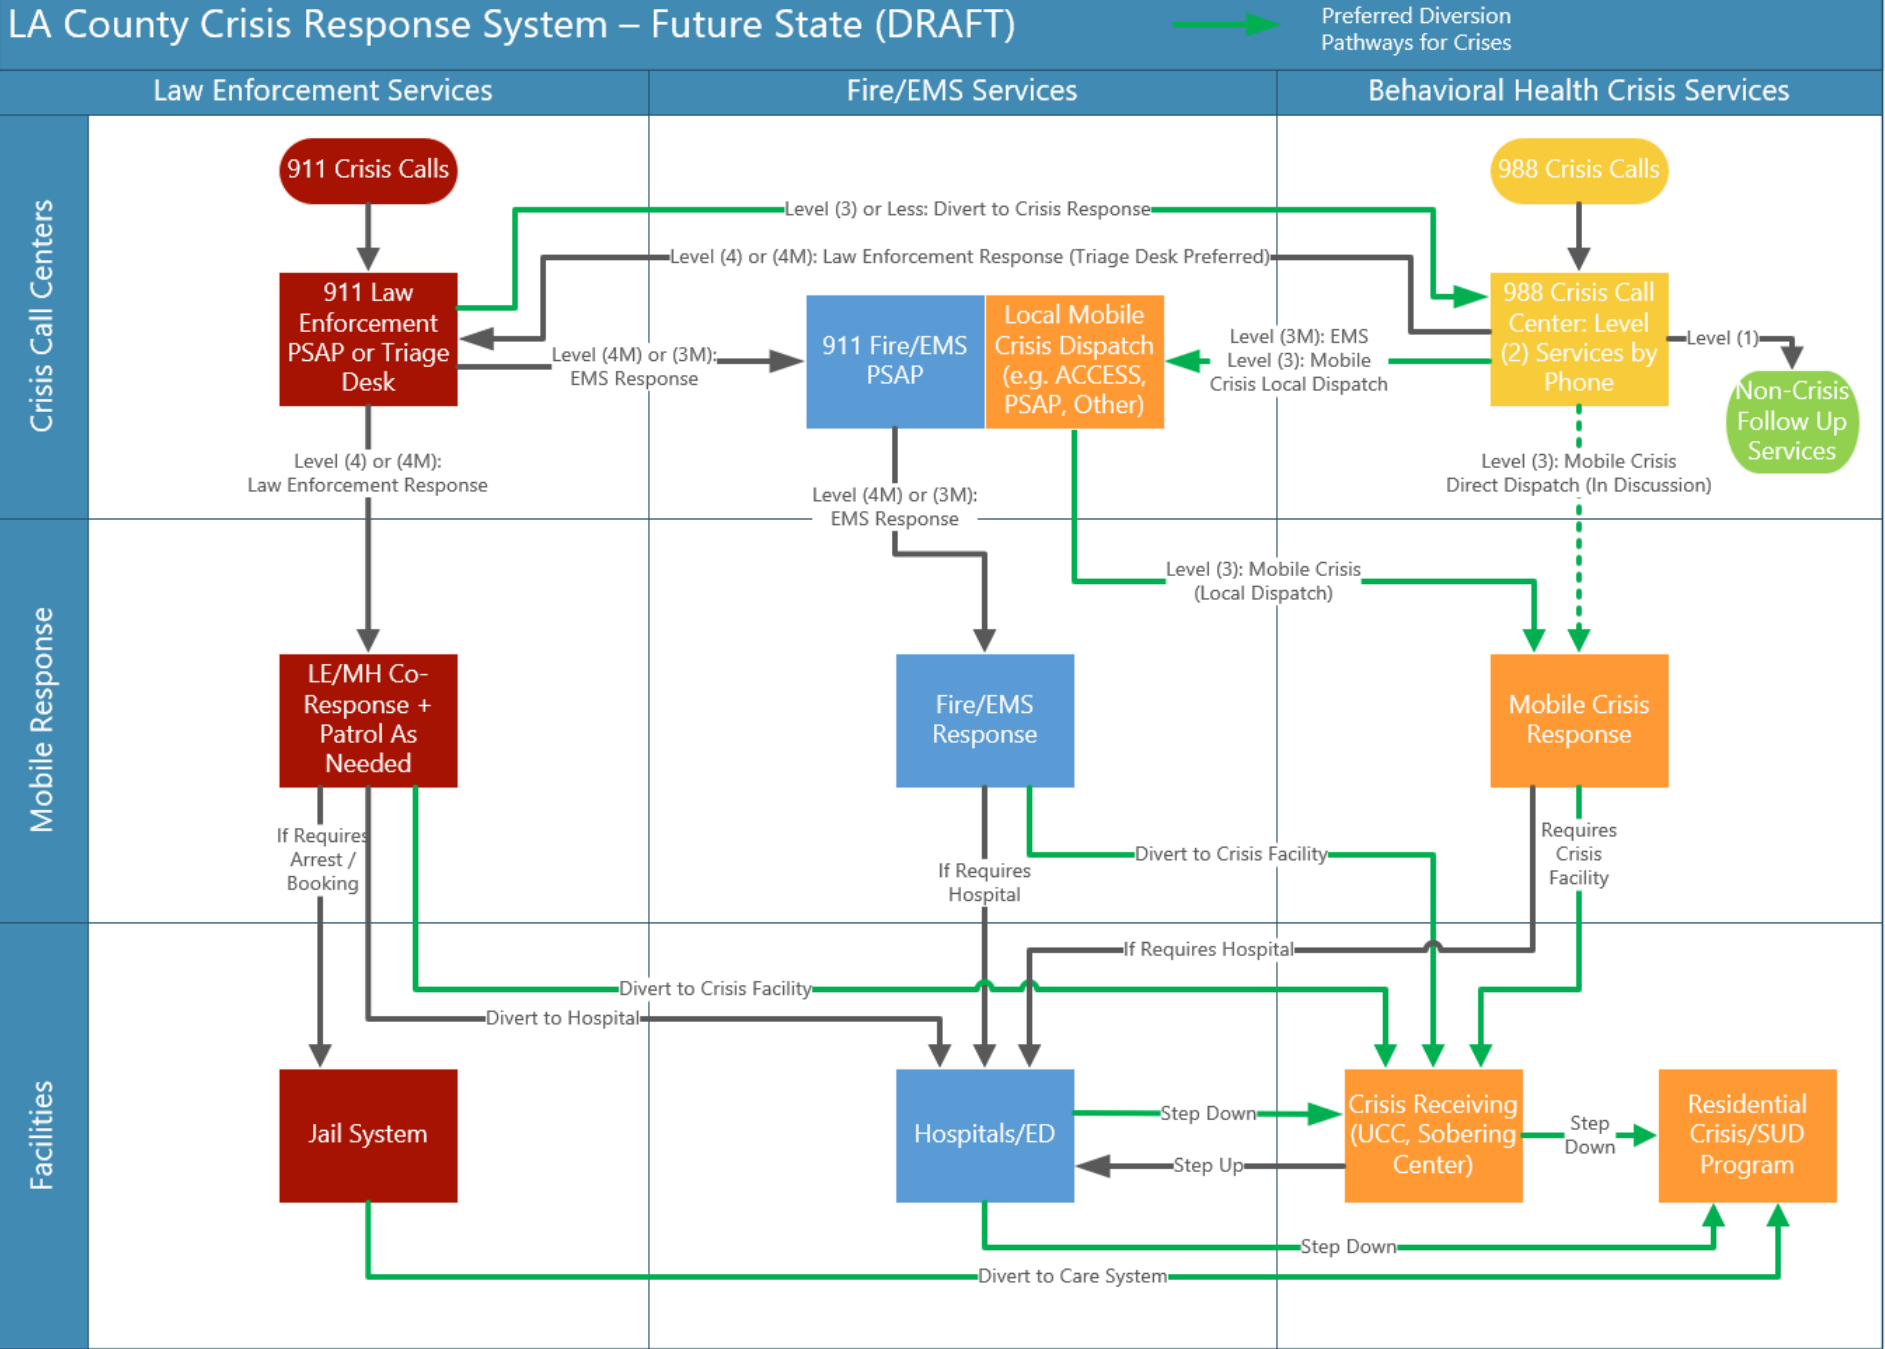 LA County Crisis Response System – Future State (DRAFT)
Preferred Diversion
Pathways for Crises
Law Enforcement Services
Fire/EMS Services
Behavioral Health Crisis Services
Crisis Call Centers
911 Crisis Calls
988 Crisis Calls
Level (3) or Less: Divert to Crisis Response
Level (4) or (4M): Law Enforcement Response (Triage Desk Preferred)
911 Law
Enforcement
PSAP or Triage
Desk
Level (4M) or (3M):
EMS Response
911 Fire/EMS
PSAP
Local Mobile
Crisis Dispatch
(e.g. ACCESS,
PSAP, Other)
Level (3M): EMS
Level (3): Mobile
Crisis Local Dispatch
988 Crisis Call
Center: Level
(2) Services by
Phone
Level (1)
Non-Crisis
Follow Up
Services
Level (4) or (4M):
Law Enforcement Response
Level (4M) or (3M):
EMS Response
Level (3): Mobile Crisis
Direct Dispatch (In Discussion)
Mobile Response
Level (3): Mobile Crisis
(Local Dispatch)
LE/MH Co-
Response +
Patrol As
Needed
Fire/EMS
Response
Mobile Crisis
Response
If Requires
Arrest /
Booking
If Requires
Hospital
Divert to Crisis Facility
Requires
Crisis
Facility
Facilities
If Requires Hospital
Divert to Crisis Facility
Divert to Hospital
Jail System
Hospitals/ED
Step Down
Step Up
Crisis Receiving
(UCC, Sobering
Center)
Step
Down
Residential
Crisis/SUD
Program
Step Down
Divert to Care System